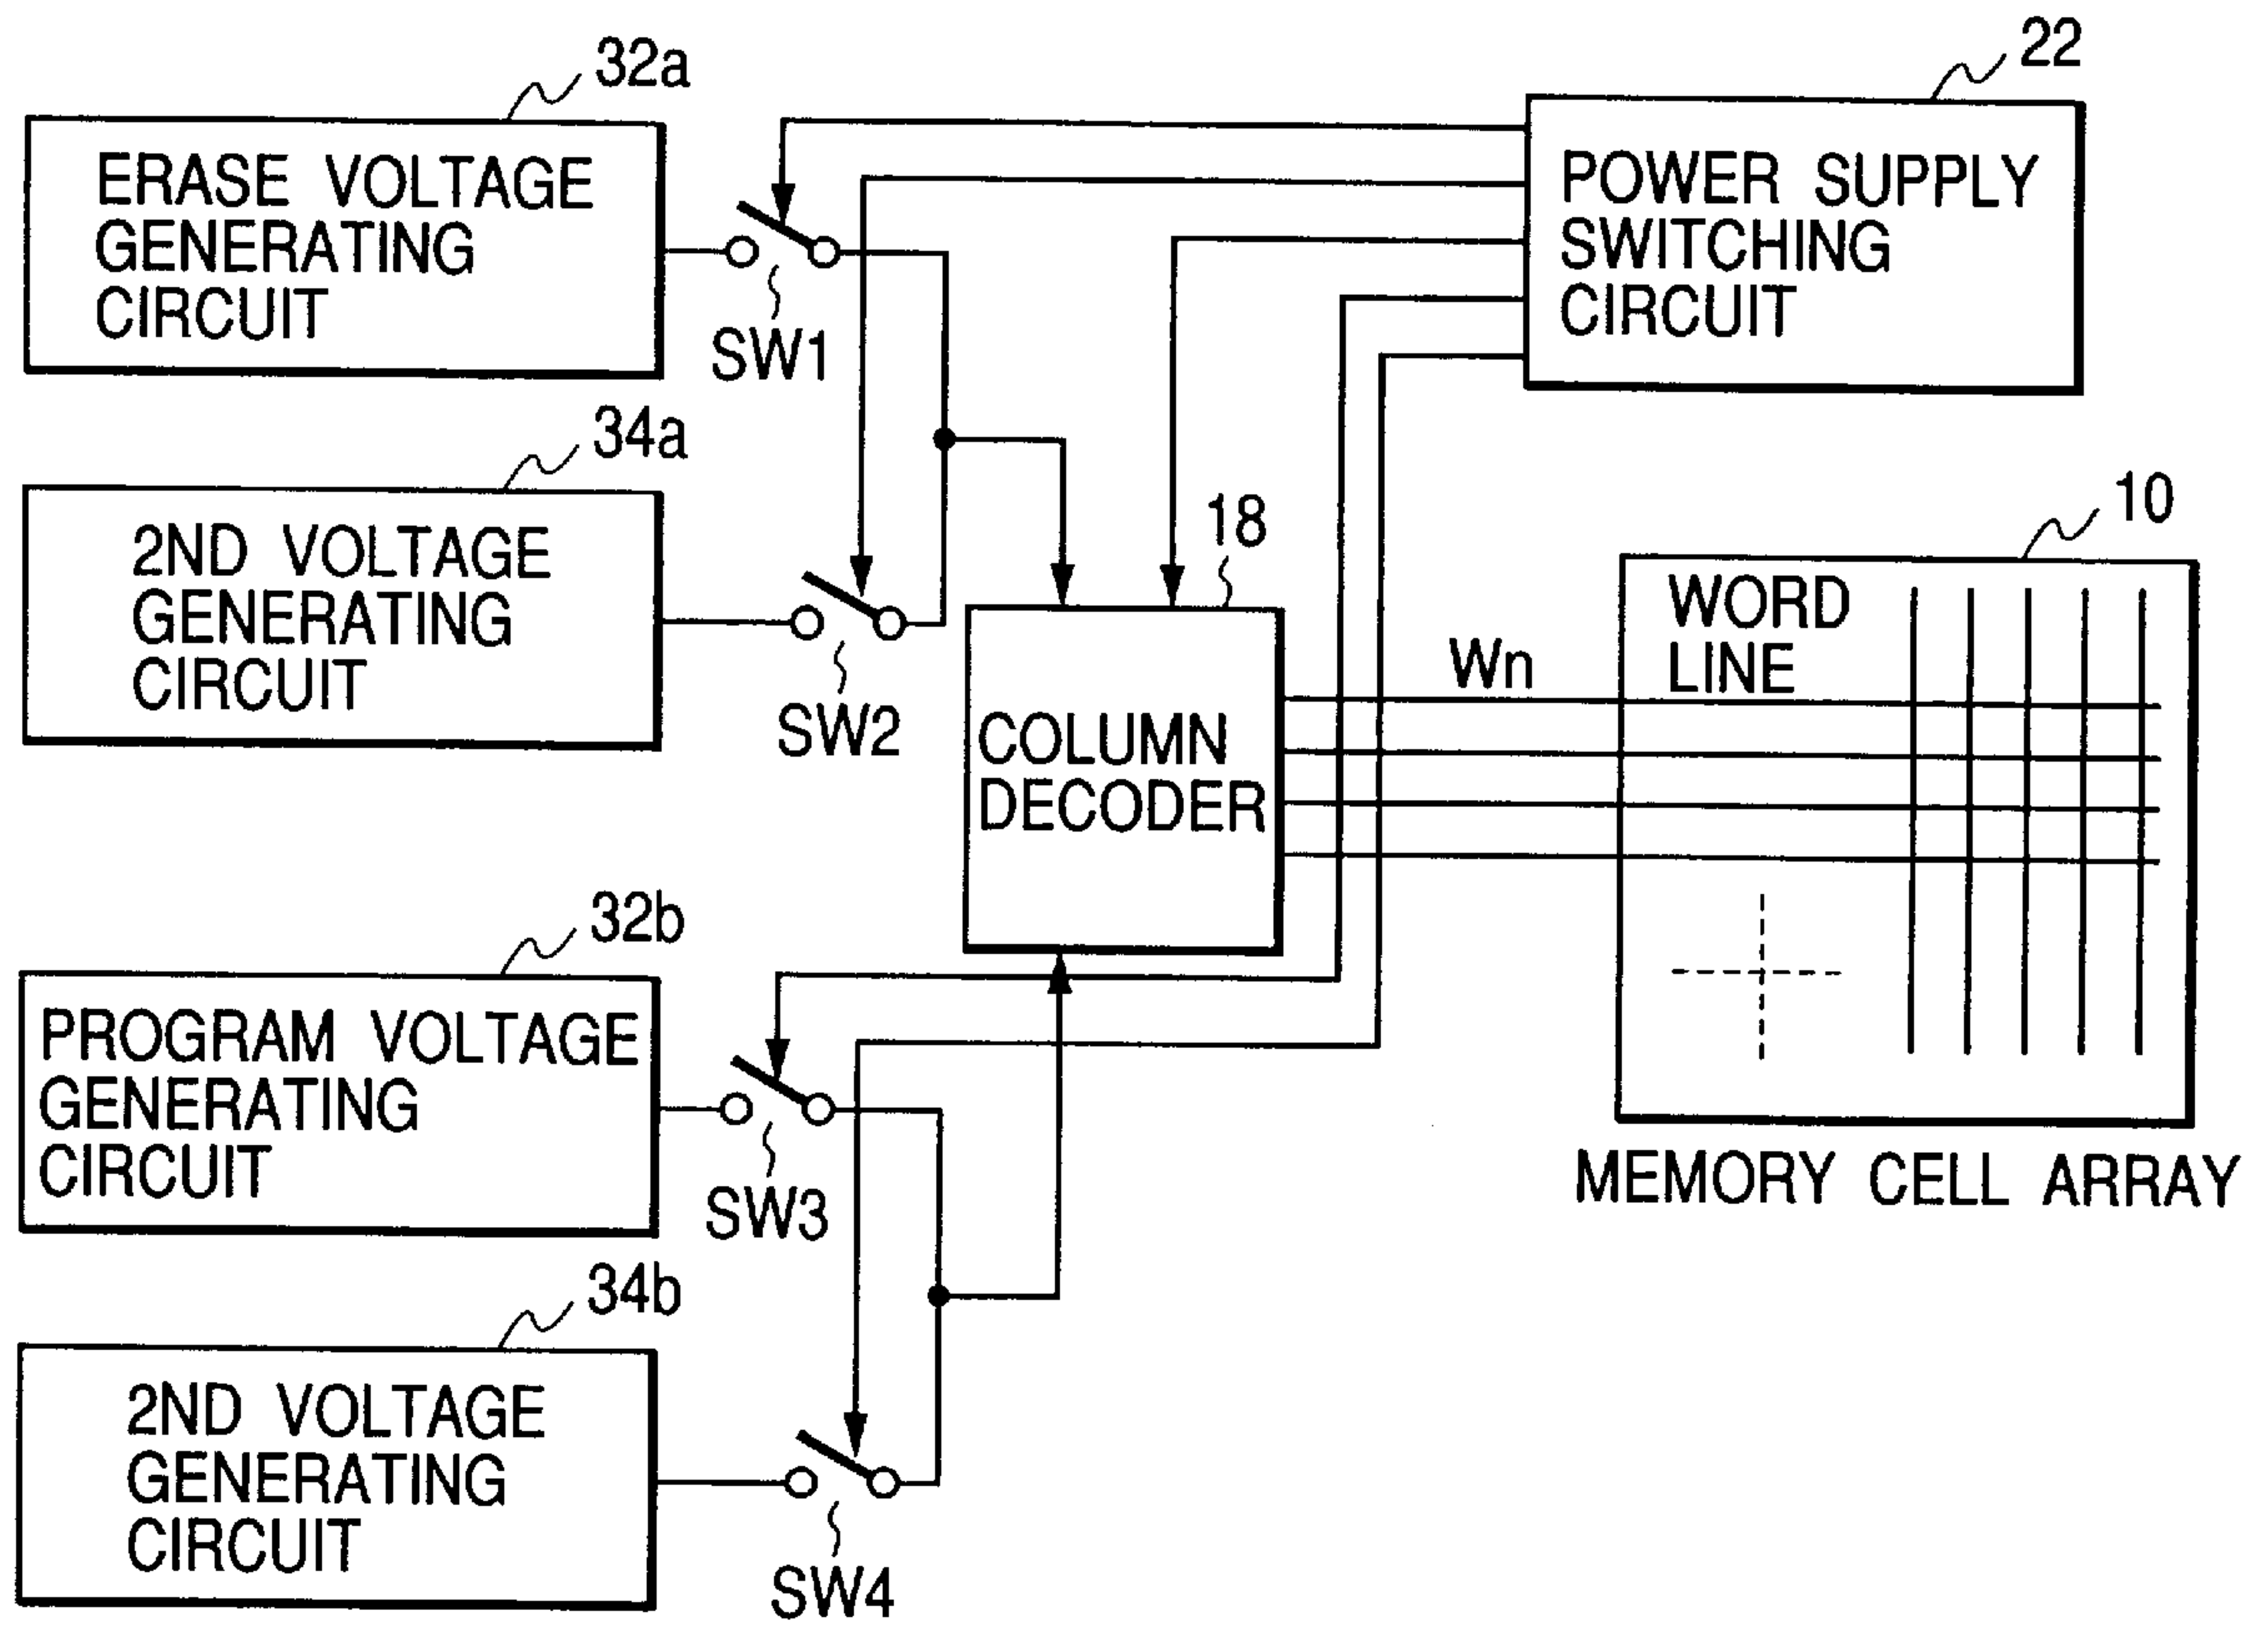 32a
ERASE VOLTAGE
GENERATING
CIRCUIT
SW1
22
POWER SUPPLY
SWITCHING
CIRCUIT
34a
2ND VOLTAGE
GENERATING
CIRCUIT
SW2
18
COLUMN
DECODER
Wn
10
WORD
LINE
MEMORY CELL ARRAY
32b
PROGRAM VOLTAGE
GENERATING
CIRCUIT
SW3
34b
2ND VOLTAGE
GENERATING
CIRCUIT
SW4